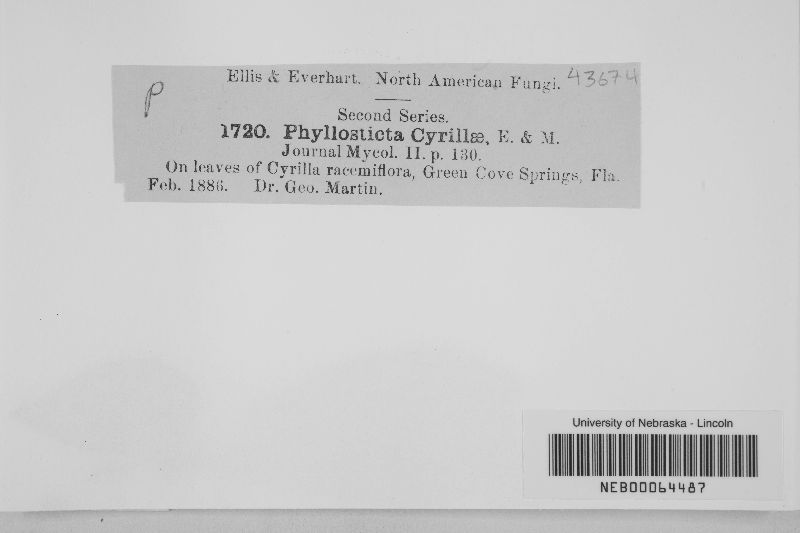 Ellis & Everhart. North American Fungi. 43674
P
Second Series.
1720. Phyllosticta Cyrillæ, E. & M.
Journal Mycol. II. p. 130.
On leaves of Cyrilla racemiflora, Green Cove Springs, Fla.
Feb. 1886. Dr. Geo. Martin.
University of Nebraska - Lincoln
NEB00064487